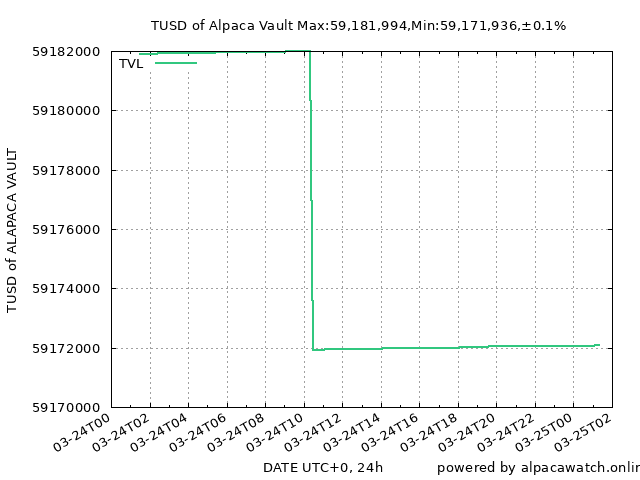 TUSD of Alpaca Vault Max:59,181,994,Min:59,171,936,±0.1%
TVL
59182000
59180000
59178000
59176000
59174000
59172000
59170000
TUSD of ALAPACA VAULT
03-24T00
03-24T02
03-24T04
03-24T06
03-24T08
03-24T10
03-24T12
03-24T14
03-24T16
03-24T18
03-24T20
03-24T22
03-25T00
03-25T02
DATE UTC+0, 24h
powered by alpacawatch.onlin